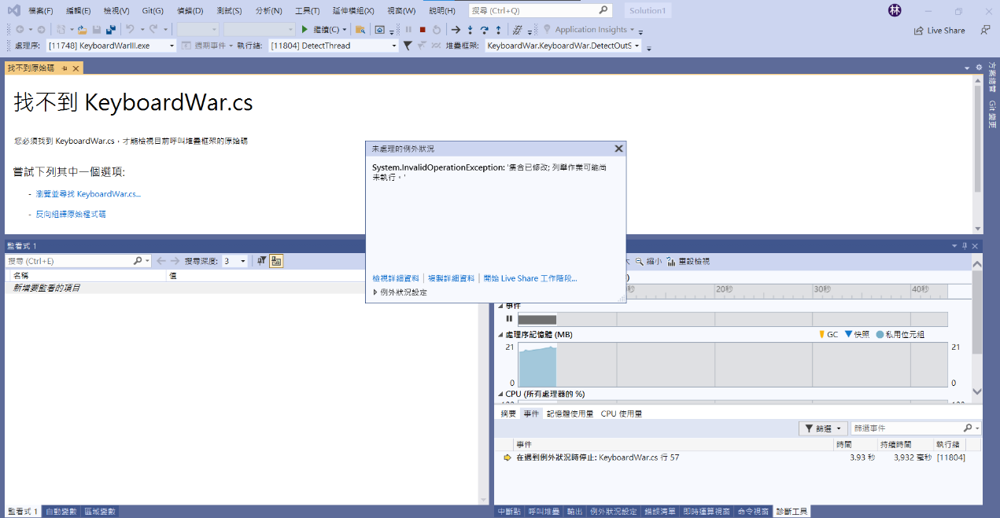 檔案(F) 編輯(E) 檢視(V) Git(G) 偵錯(D) 測試(S) 分析(N) 工具(T) 延伸模組(X) 視窗(W) 說明(H) 搜尋 (Ctrl+Q) Solution1 林
繼續(C) Application Insights Live Share
處理序: [11748] KeyboardWarIII.exe 週期事件 執行緒: [11804] DetectThread 堆疊框架: KeyboardWar.KeyboardWar.DetectOutS
找不到原始碼
方案總管
Git 變更
找不到 KeyboardWar.cs
您必須找到 KeyboardWar.cs，才能檢視目前呼叫堆疊框架的原始碼
嘗試下列其中一個選項:
- 瀏覽並尋找 KeyboardWar.cs...
- 反向組譯原始程式碼
未處理的例外狀況
System.InvalidOperationException: '集合已修改; 列舉作業可能尚
未執行。'
檢視詳細資料 | 複製詳細資料 | 開始 Live Share 工作階段...
例外狀況設定
監看式 1
搜尋 (Ctrl+E) 搜尋深度: 3
名稱 值
新增要監看的項目
縮小 重設檢視
秒 20秒 30秒 40秒
事件
處理序記憶體 (MB) GC 快照 私用位元組
21 21
0 0
CPU (所有處理器的 %)
摘要 事件 記憶體使用量 CPU 使用量
篩選 篩選事件
事件 時間 持續時間 執行緒
在遇到例外狀況時停止: KeyboardWar.cs 行 57 3.93 秒 3,932 毫秒 [11804]
監看式 1 自動變數 區域變數 中斷點 呼叫堆疊 輸出 例外狀況設定 錯誤清單 即時運算視窗 命令視窗 診斷工具